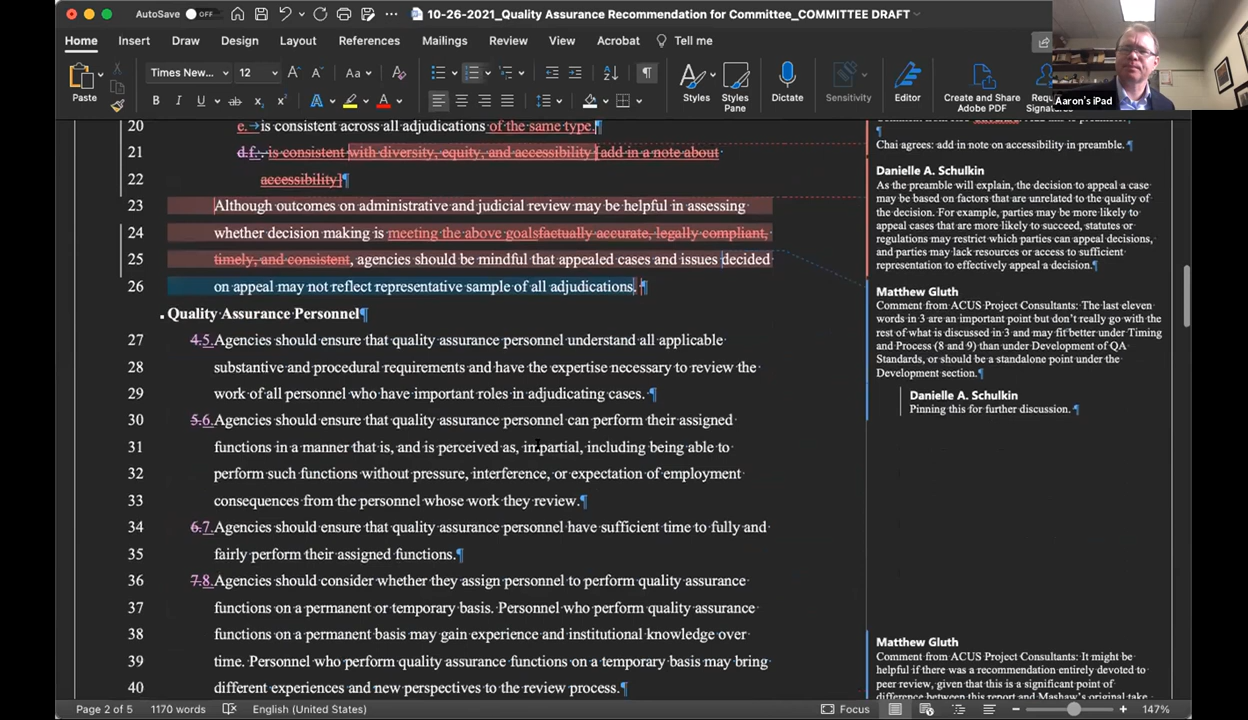 AutoSave OFF
10-26-2021_Quality Assurance Recommendation for Committee_COMMITTEE DRAFT
Home Insert Draw Design Layout References Mailings Review View Acrobat Tell me
Paste
Times New... 12
Styles
Styles Pane
Dictate
Sensitivity
Editor
Create and Share Adobe PDF
Aaron's iPad
20 e. is consistent across all adjudications of the same type.¶
21 d.f. is consistent with diversity, equity, and accessibility [add in a note about
22 accessibility]¶
23 Although outcomes on administrative and judicial review may be helpful in assessing
24 whether decision making is meeting the above goalsfactually accurate, legally compliant,
25 timely, and consistent, agencies should be mindful that appealed cases and issues decided
26 on appeal may not reflect representative sample of all adjudications. ¶
Quality Assurance Personnel¶
27 4.5. Agencies should ensure that quality assurance personnel understand all applicable
28 substantive and procedural requirements and have the expertise necessary to review the
29 work of all personnel who have important roles in adjudicating cases. ¶
30 5.6. Agencies should ensure that quality assurance personnel can perform their assigned
31 functions in a manner that is, and is perceived as, impartial, including being able to
32 perform such functions without pressure, interference, or expectation of employment
33 consequences from the personnel whose work they review.¶
34 6.7. Agencies should ensure that quality assurance personnel have sufficient time to fully and
35 fairly perform their assigned functions.¶
36 7.8. Agencies should consider whether they assign personnel to perform quality assurance
37 functions on a permanent or temporary basis. Personnel who perform quality assurance
38 functions on a permanent basis may gain experience and institutional knowledge over
39 time. Personnel who perform quality assurance functions on a temporary basis may bring
40 different experiences and new perspectives to the review process.¶
¶
Chai agrees: add in note on accessibility in preamble. ¶
Danielle A. Schulkin
As the preamble will explain, the decision to appeal a case
may be based on factors that are unrelated to the quality of
the decision. For example, parties may be more likely to
appeal cases that are more likely to succeed, statutes or
regulations may restrict which parties can appeal decisions,
and parties may lack resources or access to sufficient
representation to effectively appeal a decision.¶
Matthew Gluth
Comment from ACUS Project Consultants: The last eleven
words in 3 are an important point but don't really go with the
rest of what is discussed in 3 and may fit better under Timing
and Process (8 and 9) than under Development of QA
Standards, or should be a standalone point under the
Development section.¶
Danielle A. Schulkin
Pinning this for further discussion. ¶
Matthew Gluth
Comment from ACUS Project Consultants: It might be
helpful if there was a recommendation entirely devoted to
peer review, given that this is a significant point of
difference between this report and Mashaw's original take
Page 2 of 5 1170 words English (United States) Focus 147%